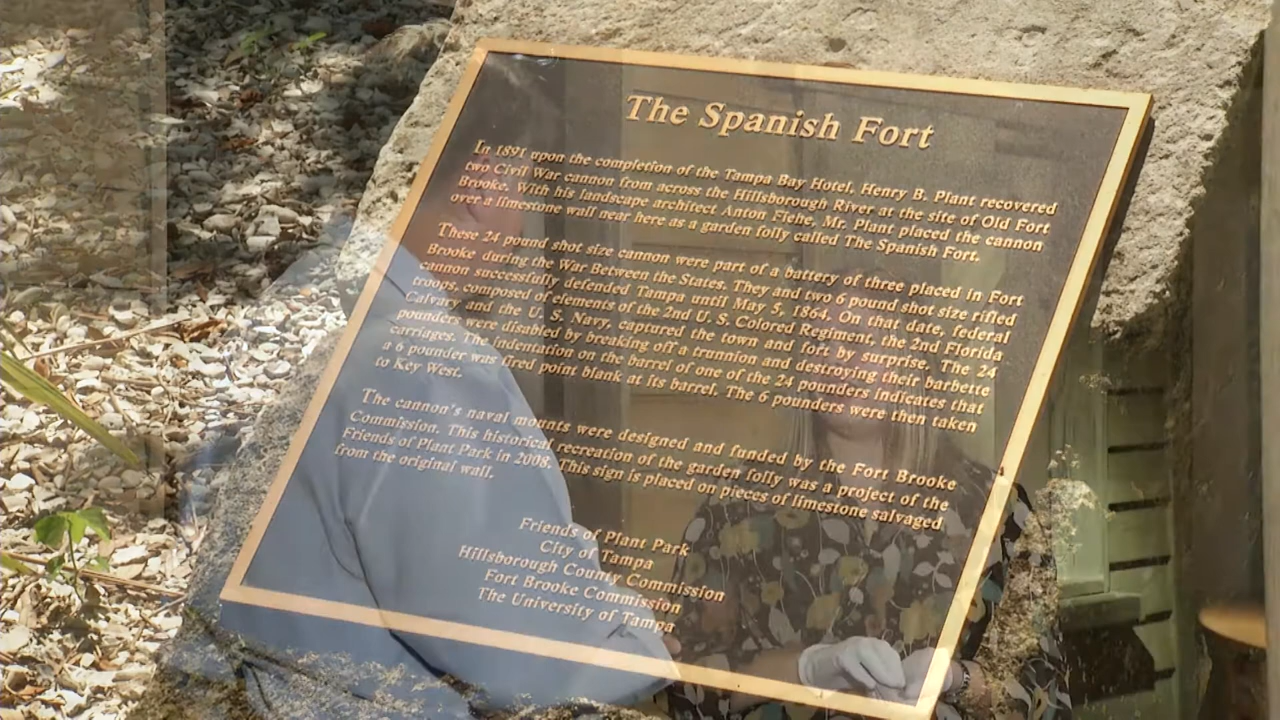 The Spanish Fort
In 1891 upon the completion of the Tampa Bay Hotel, Henry B. Plant recovered
two Civil War cannon from across the Hillsborough River at the site of Old Fort
Brooke. With his landscape architect Anton Fiehe, Mr. Plant placed the cannon
over a limestone wall near here as a garden folly called The Spanish Fort.
These 24 pound shot size cannon were part of a battery of three placed in Fort
Brooke during the War Between the States. They and two 6 pound shot size rifled
cannon successfully defended Tampa until May 5, 1864. On that date, federal
troops, composed of elements of the 2nd U. S. Colored Regiment, the 2nd Florida
Calvary and the U. S. Navy, captured the town and fort by surprise. The 24
pounders were disabled by breaking off a trunnion and destroying their barbette
carriages. The indentation on the barrel of one of the 24 pounders indicates that
a 6 pounder was fired point blank at its barrel. The 6 pounders were then taken
to Key West.
The cannon's naval mounts were designed and funded by the Fort Brooke
Commission. This historical recreation of the garden folly was a project of the
Friends of Plant Park in 2008. This sign is placed on pieces of limestone salvaged
from the original wall.
Friends of Plant Park
City of Tampa
Hillsborough County Commission
Fort Brooke Commission
The University of Tampa